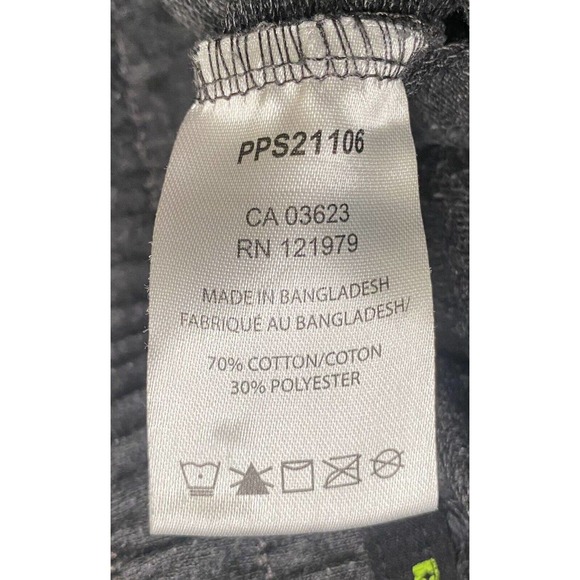 PPS21106
CA 03623
RN 121979
MADE IN BANGLADESH
FABRIQUÉ AU BANGLADESH/
70% COTTON/COTON
30% POLYESTER